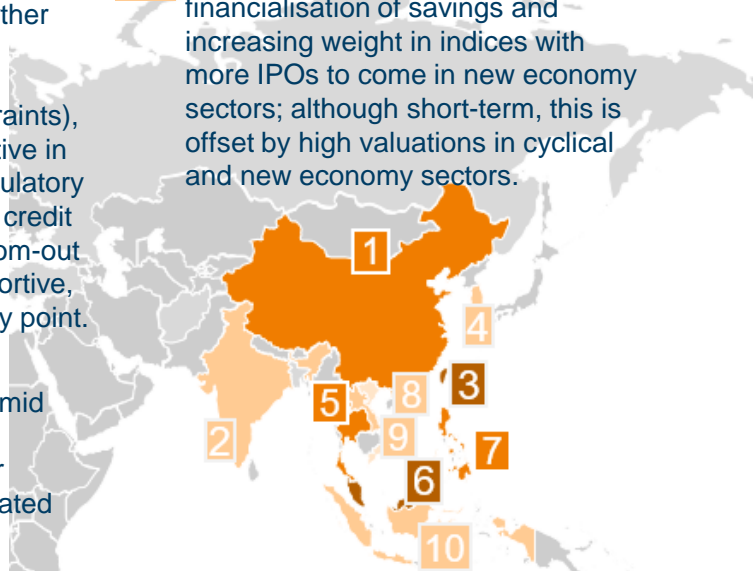 ther
raints),
tive in
ulatory
credit
om-out
ortive,
y point.
mid
r
ated
financialisation of savings and
increasing weight in indices with
more IPOs to come in new economy
sectors; although short-term, this is
offset by high valuations in cyclical
and new economy sectors.
1
4
3
5
8
2
9
7
6
10